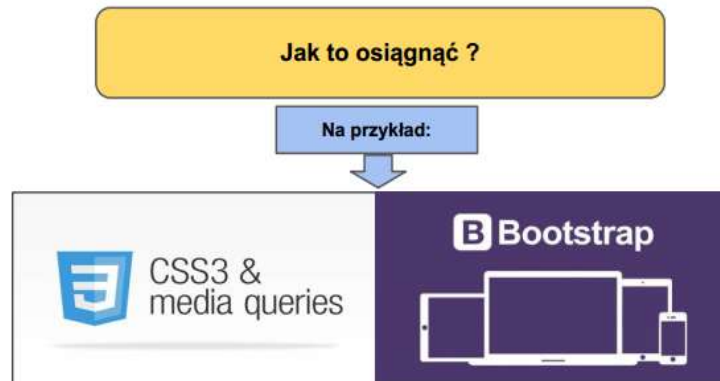 Jak to osiągnąć ?
Na przykład:
CSS3 &
media queries
B Bootstrap